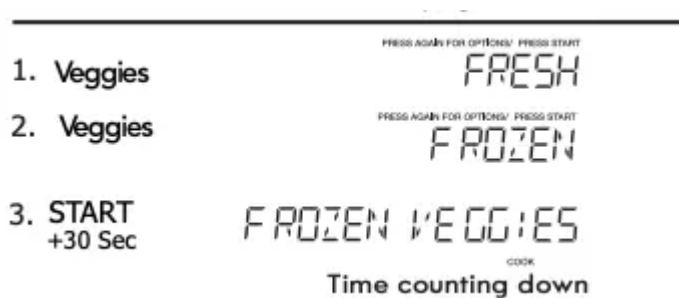 PRESS AGAIN FOR OPTIONS/ PRESS START
1. Veggies FRESH
PRESS AGAIN FOR OPTIONS/ PRESS START
2. Veggies FROZEN
3. START FROZEN VEGGIES
+30 Sec
COOK
Time counting down